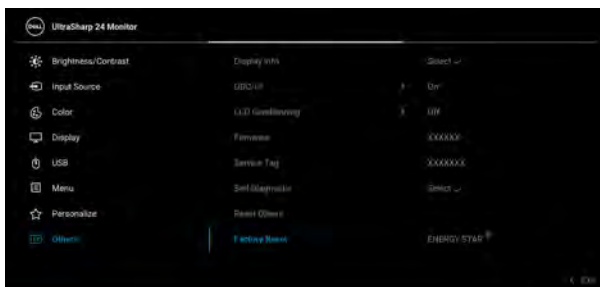 DELL UltraSharp 24 Monitor
Brightness/Contrast Display Info Select ✓
Input Source DDC/CI On
Color LCD Conditioning Off
Display Firmware XXXXXX
USB Service Tag XXXXXXX
Menu Self-Diagnostic Select ✓
Personalize Reset Others
Others Factory Reset ENERGY STAR®
Exit